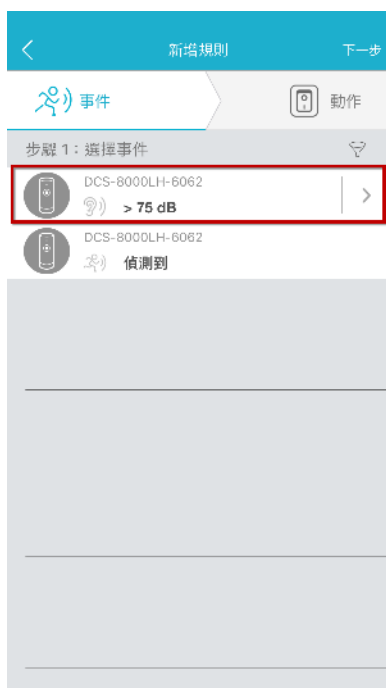 新增規則
下一步
事件
動作
步驟 1：選擇事件
DCS-8000LH-6062
> 75 dB
DCS-8000LH-6062
偵測到